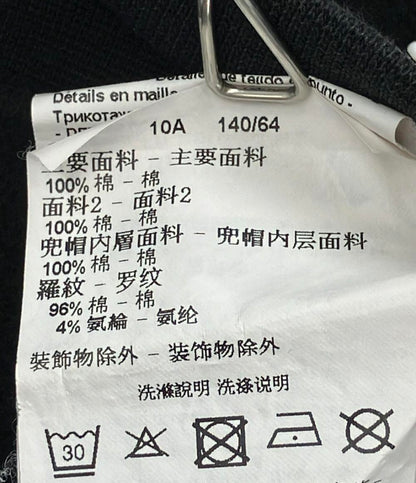 Détails en maille
Трикотаж
10A 140/64
主要面料 - 主要面料
100% 棉 - 棉
面料2 - 面料2
100% 棉 - 棉
兜帽内層面料 - 兜帽内层面料
100% 棉 - 棉
羅紋 - 罗纹
96% 棉 - 棉
4% 氨綸 - 氨纶
裝飾物除外 - 装饰物除外
洗滌說明 洗涤说明
30